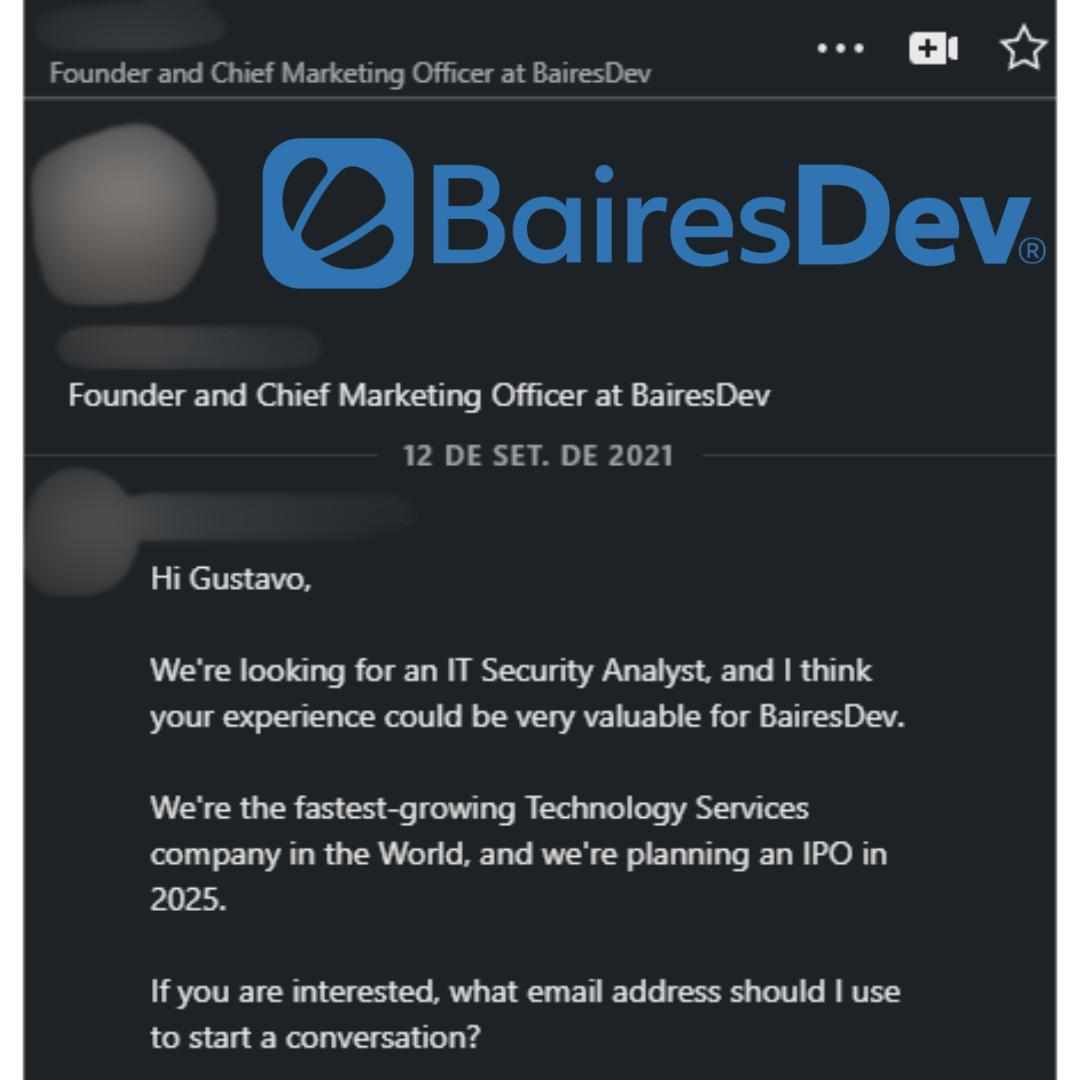 Founder and Chief Marketing Officer at BairesDev
BairesDev®
Founder and Chief Marketing Officer at BairesDev
12 DE SET. DE 2021
Hi Gustavo,
We're looking for an IT Security Analyst, and I think
your experience could be very valuable for BairesDev.
We're the fastest-growing Technology Services
company in the World, and we're planning an IPO in
2025.
If you are interested, what email address should I use
to start a conversation?